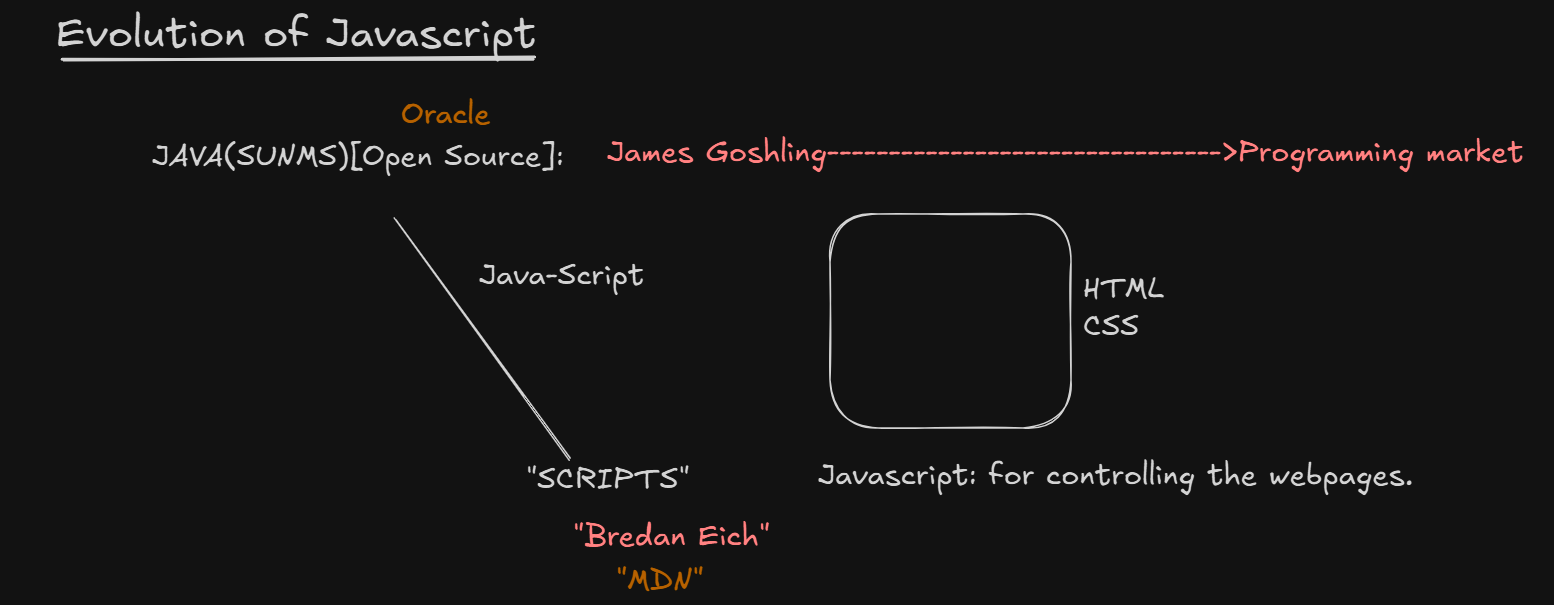 Evolution of Javascript
Oracle
JAVA(SUNMS)[Open Source]: James Goshling-------------------------------->Programming market
Java-Script
HTML
CSS
"SCRIPTS"
Javascript: for controlling the webpages.
"Bredan Eich"
"MDN"